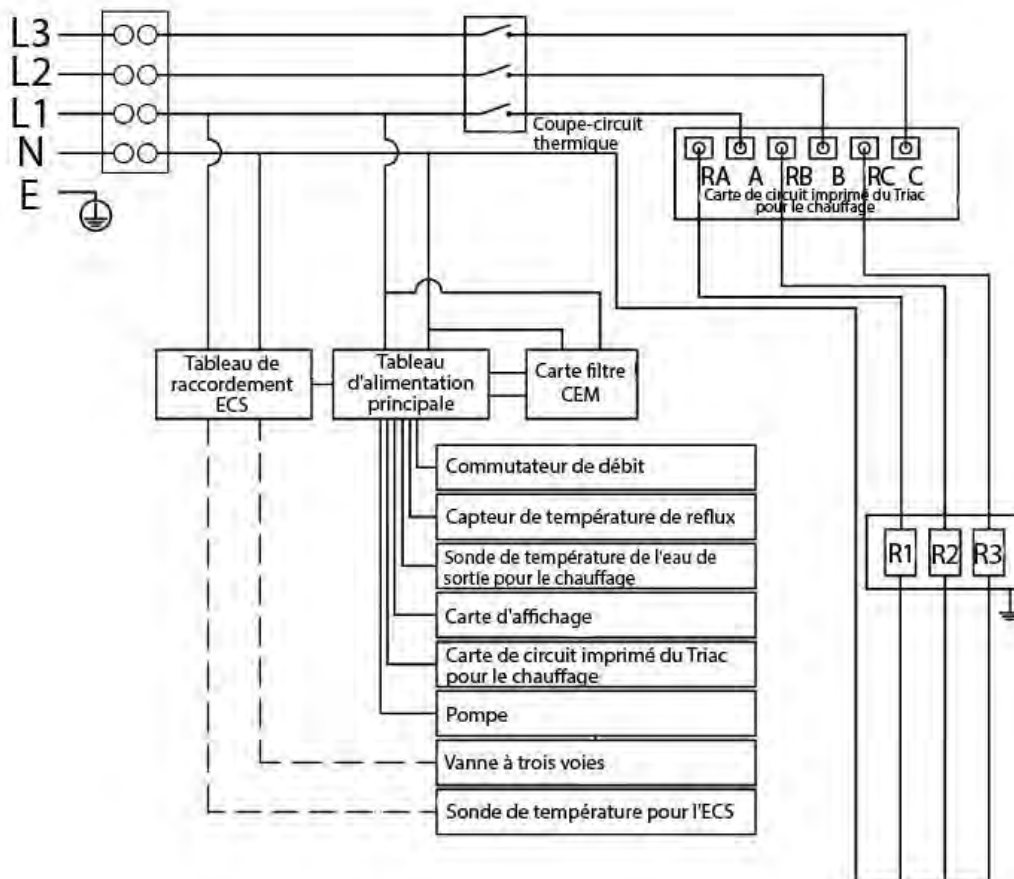 L3
L2
L1
N
E
Coupe-circuit
thermique
RA A RB B RC C
Carte de circuit imprimé du Triac
pour le chauffage
Tableau de
raccordement
ECS
Tableau
d'alimentation
principale
Carte filtre
CEM
Commutateur de débit
Capteur de température de reflux
Sonde de température de l'eau de
sortie pour le chauffage
Carte d'affichage
Carte de circuit imprimé du Triac
pour le chauffage
Pompe
Vanne à trois voies
Sonde de température pour l'ECS
R1 R2 R3